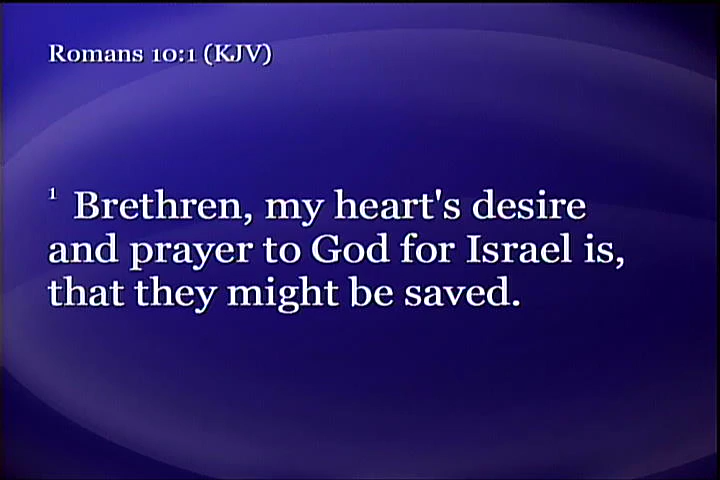 Romans 10:1 (KJV)
1 Brethren, my heart's desire
and prayer to God for Israel is,
that they might be saved.